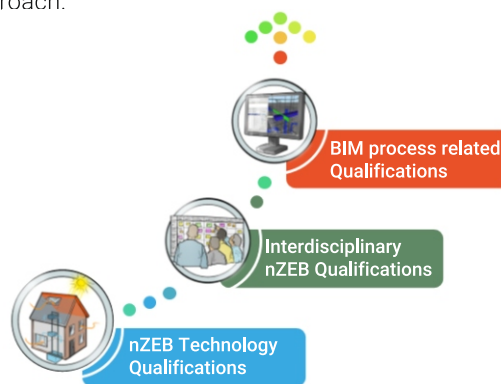 roach.
BIM process related
Qualifications
Interdisciplinary
nZEB Qualifications
nZEB Technology
Qualifications